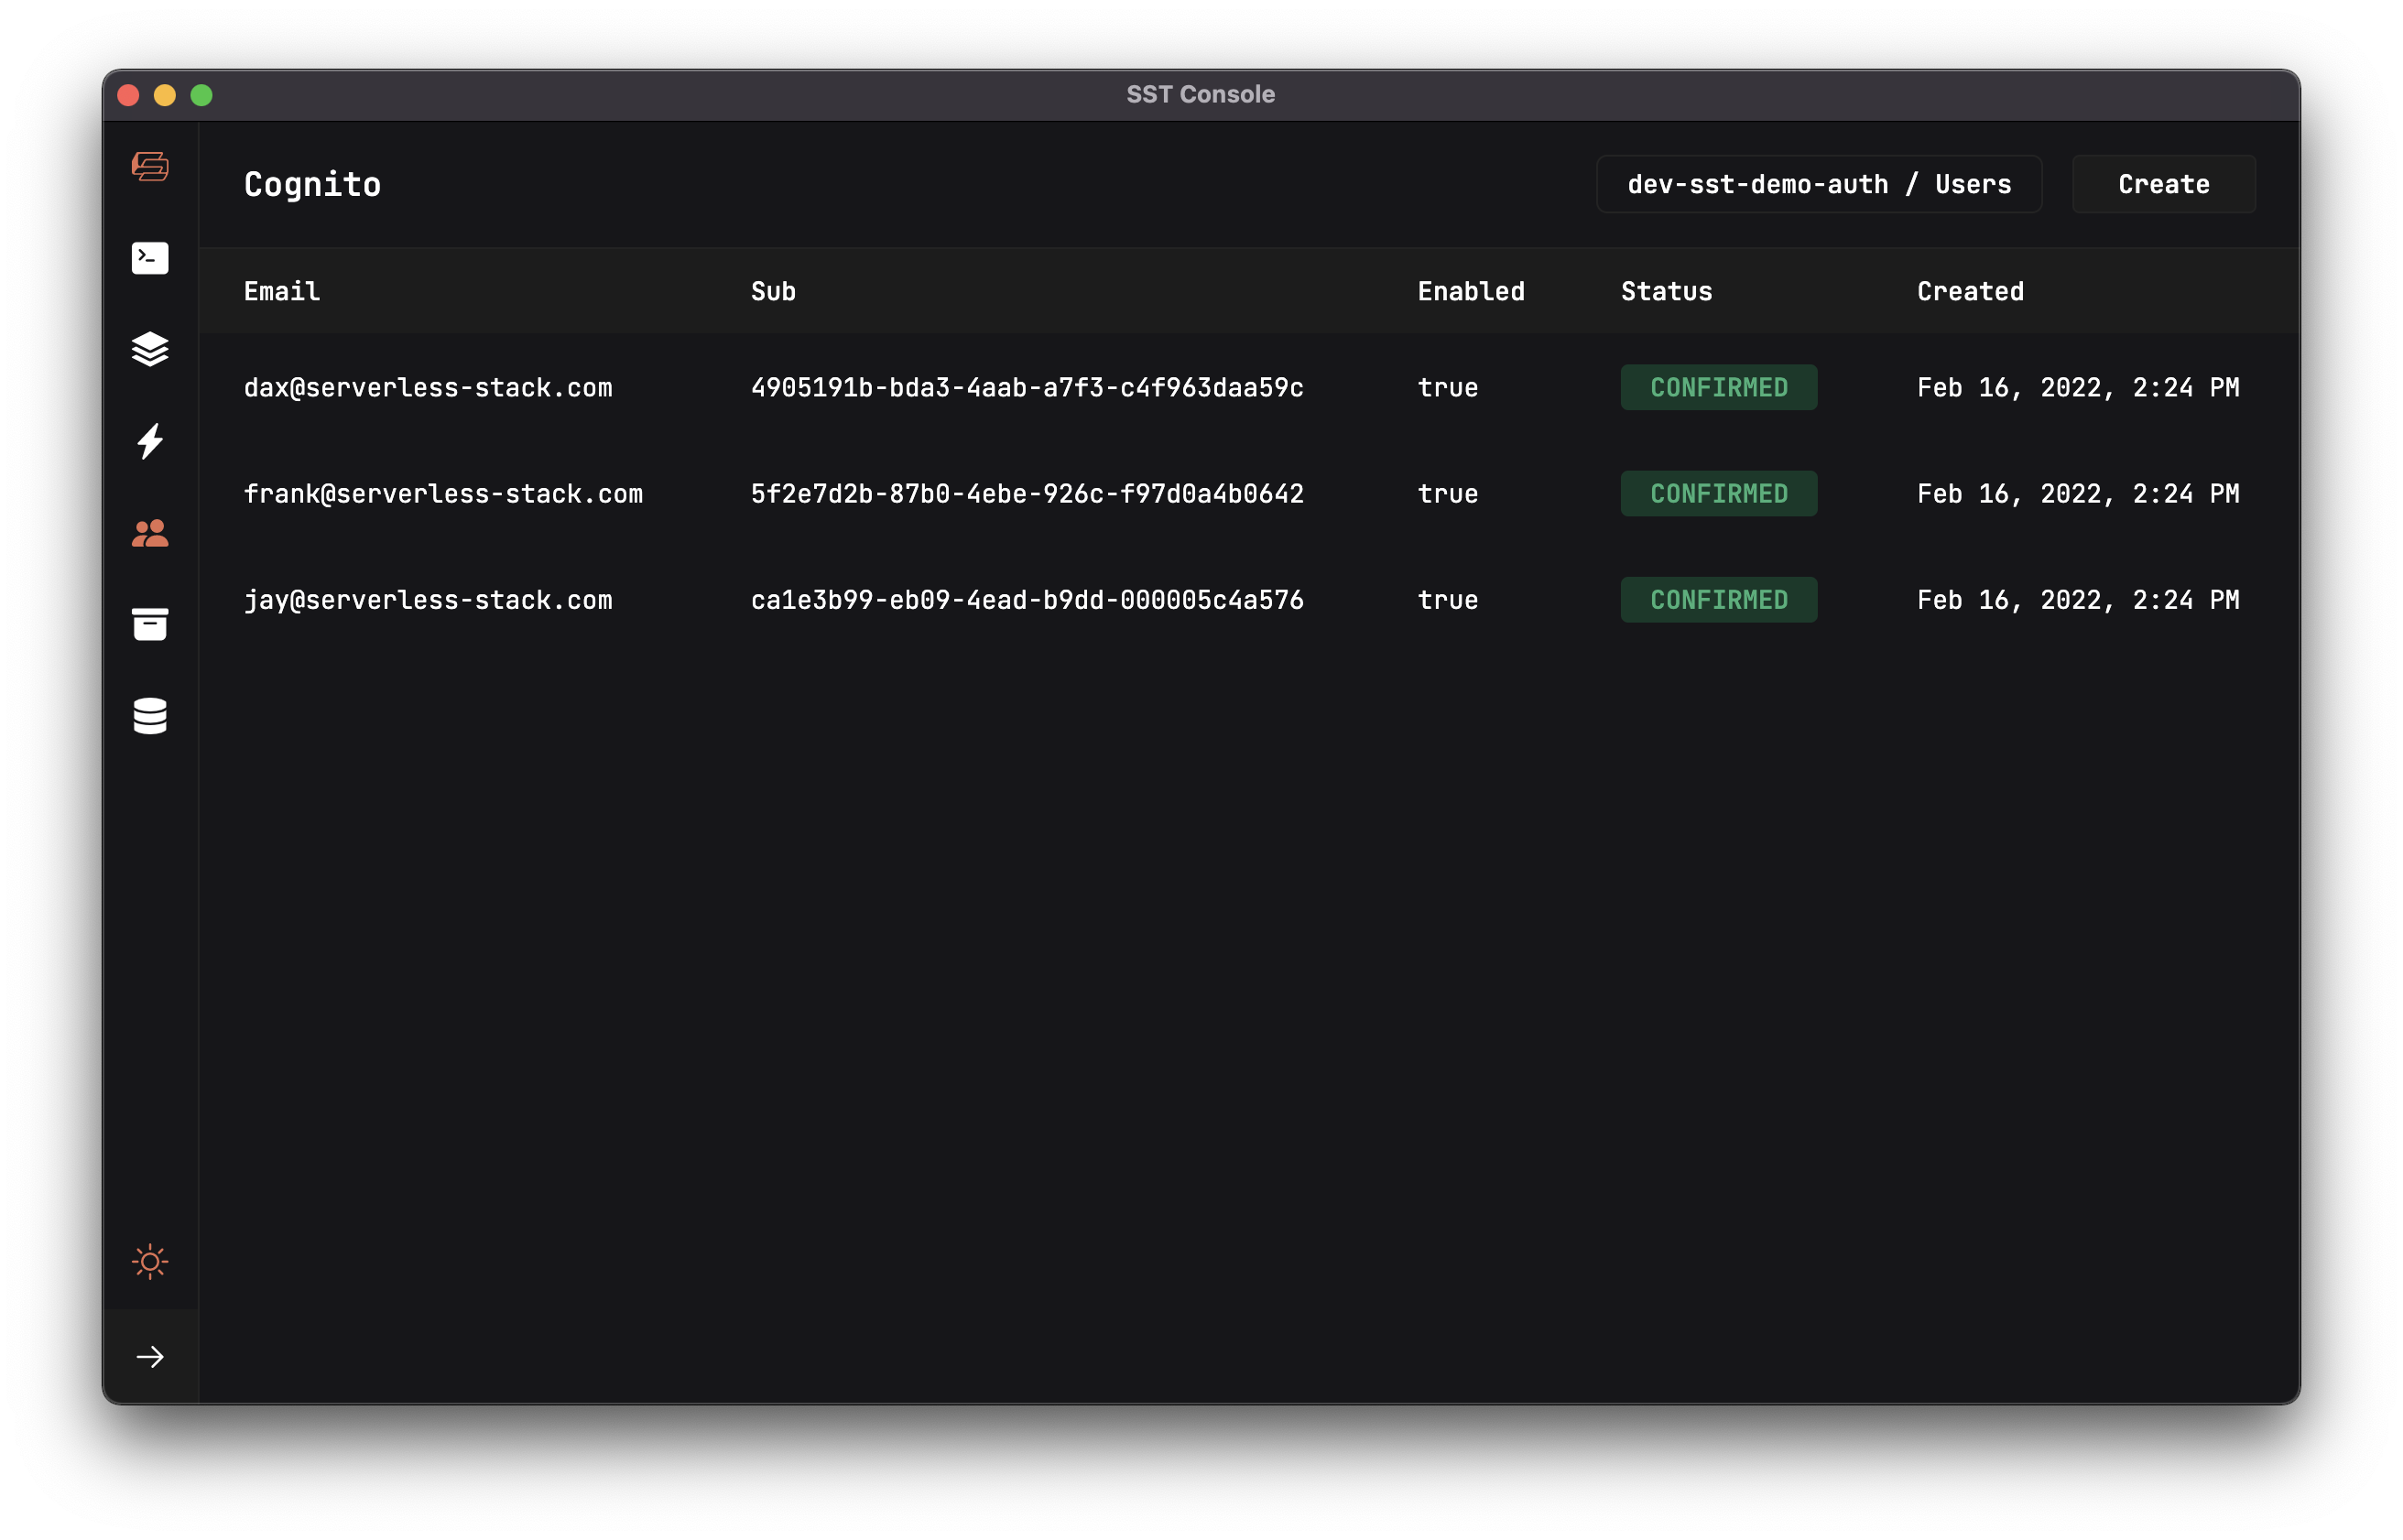 SST Console
Cognito
dev-sst-demo-auth / Users
Create
Email Sub Enabled Status Created
dax@serverless-stack.com 4905191b-bda3-4aab-a7f3-c4f963daa59c true CONFIRMED Feb 16, 2022, 2:24 PM
frank@serverless-stack.com 5f2e7d2b-87b0-4ebe-926c-f97d0a4b0642 true CONFIRMED Feb 16, 2022, 2:24 PM
jay@serverless-stack.com ca1e3b99-eb09-4ead-b9dd-000005c4a576 true CONFIRMED Feb 16, 2022, 2:24 PM